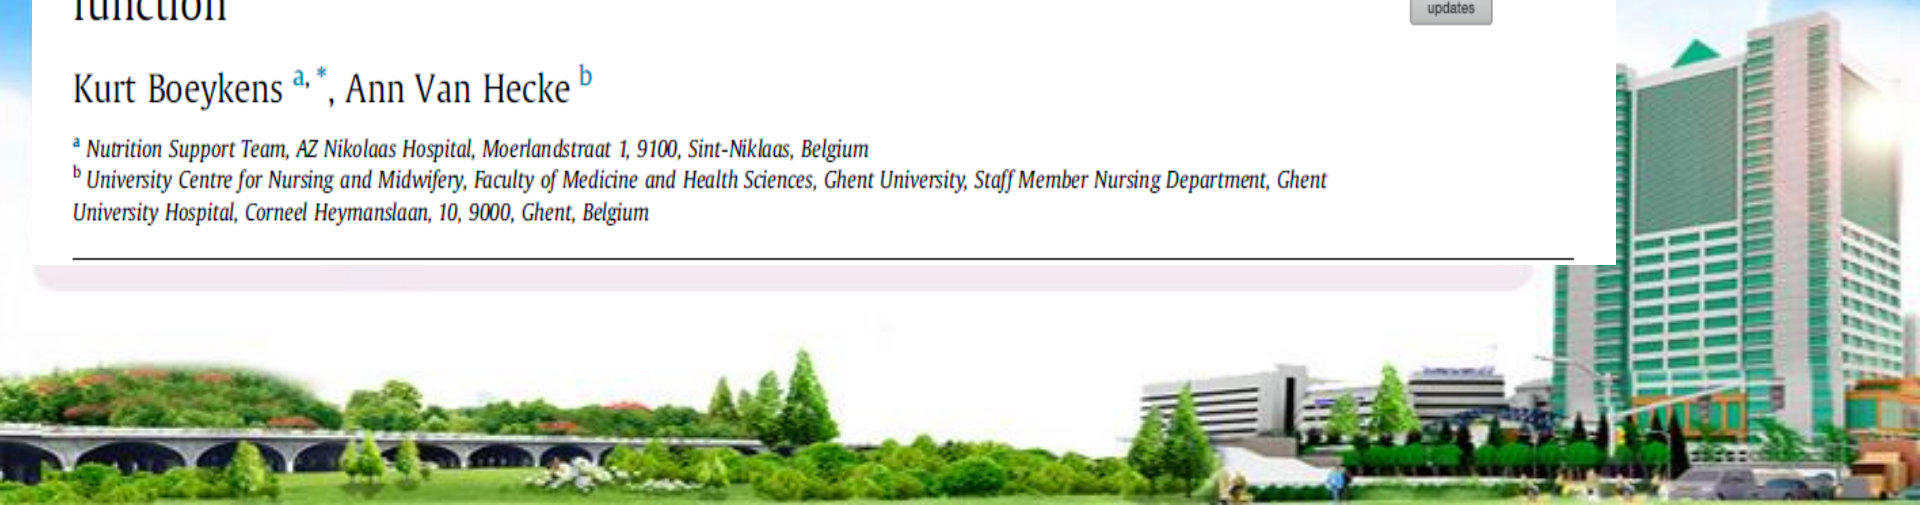 function
updates
Kurt Boeykens a, *, Ann Van Hecke b
a Nutrition Support Team, AZ Nikolaas Hospital, Moerlandstraat 1, 9100, Sint-Niklaas, Belgium
b University Centre for Nursing and Midwifery, Faculty of Medicine and Health Sciences, Ghent University, Staff Member Nursing Department, Ghent
University Hospital, Corneel Heymanslaan, 10, 9000, Ghent, Belgium